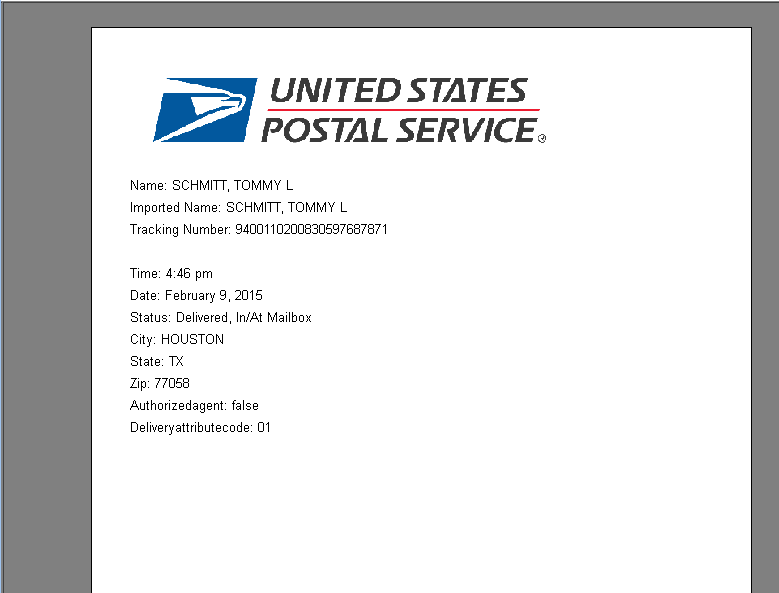 UNITED STATES
POSTAL SERVICE®
Name: SCHMITT, TOMMY L
Imported Name: SCHMITT, TOMMY L
Tracking Number: 9400110200830597687871
Time: 4:46 pm
Date: February 9, 2015
Status: Delivered, In/At Mailbox
City: HOUSTON
State: TX
Zip: 77058
Authorizedagent: false
Deliveryattributecode: 01